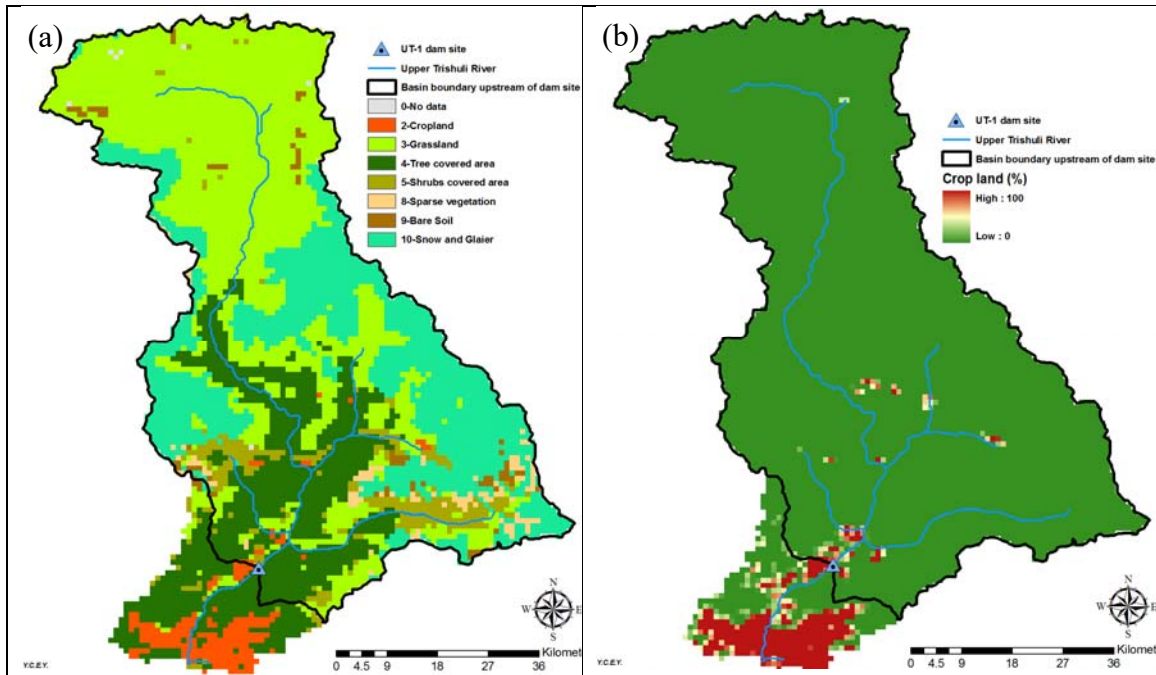 (a)
UT-1 dam site
Upper Trishuli River
Basin boundary upstream of dam site
0-No data
2-Cropland
3-Grassland
4-Tree covered area
5-Shrubs covered area
8-Sparse vegetation
9-Bare Soil
10-Snow and Glaier
N
W E
S
Kilomet
0 4.5 9 18 27 36
Y.C.E.Y.
(b)
UT-1 dam site
Upper Trishuli River
Basin boundary upstream of dam site
Crop land (%)
High : 100
Low : 0
N
W E
S
Kilomet
0 4.5 9 18 27 36
Y.C.E.Y.